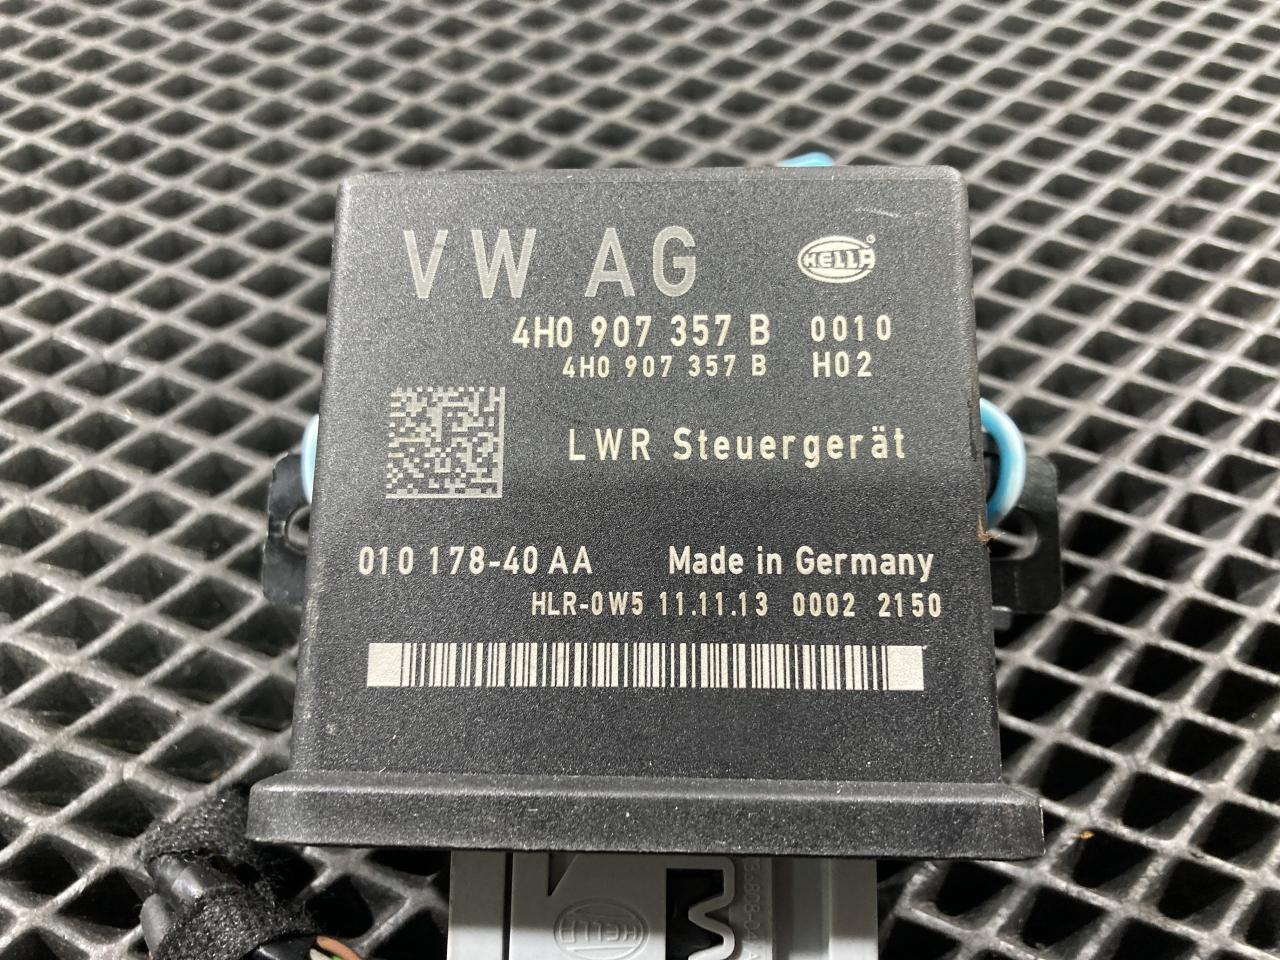 VW AG HELLA
4H0 907 357 B 0010
4H0 907 357 B H02
LWR Steuergerät
010 178-40 AA Made in Germany
HLR-0W5 11.11.13 0002 2150
HELLA